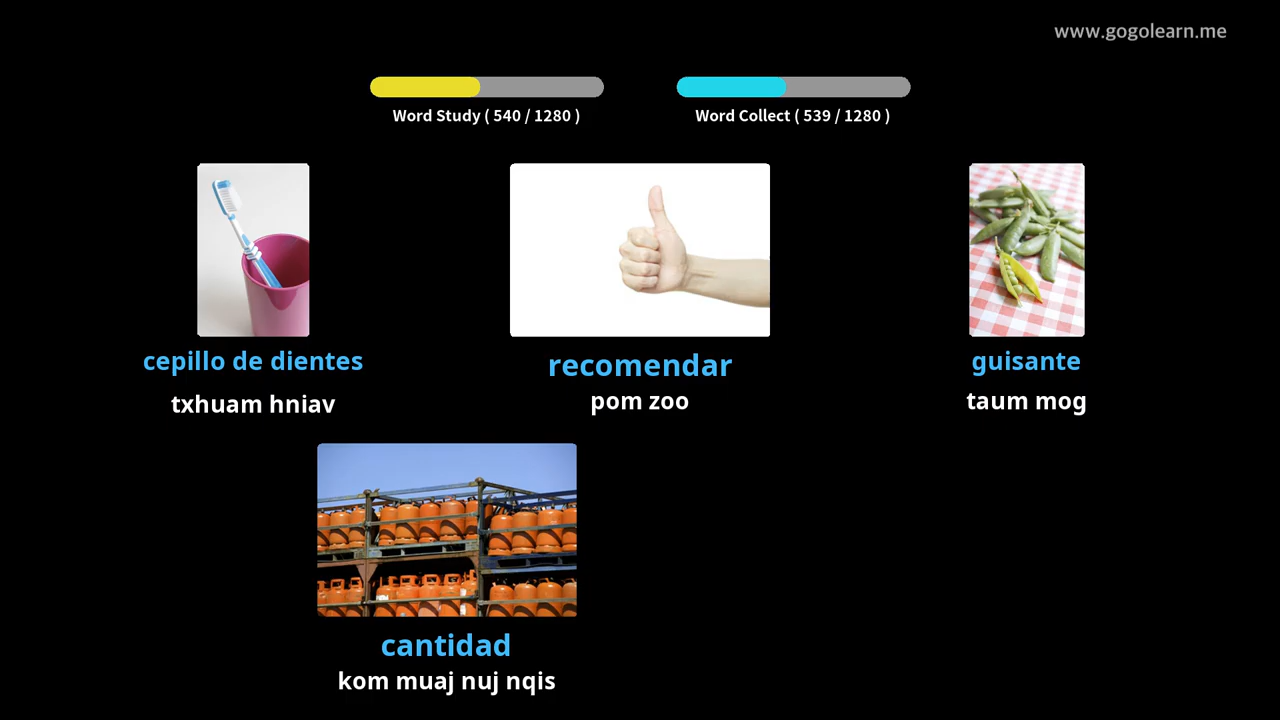 www.gogolearn.me
Word Study ( 540 / 1280 )
Word Collect ( 539 / 1280 )
cepillo de dientes
txhuam hniav
recomendar
pom zoo
guisante
taum mog
cantidad
kom muaj nuj nqis